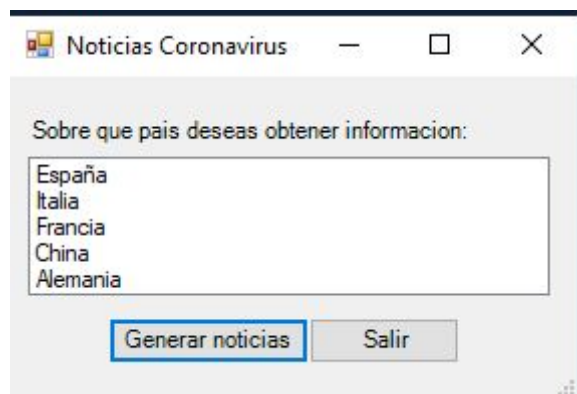 Noticias Coronavirus
Sobre que pais deseas obtener informacion:
España
Italia
Francia
China
Alemania
Generar noticias Salir